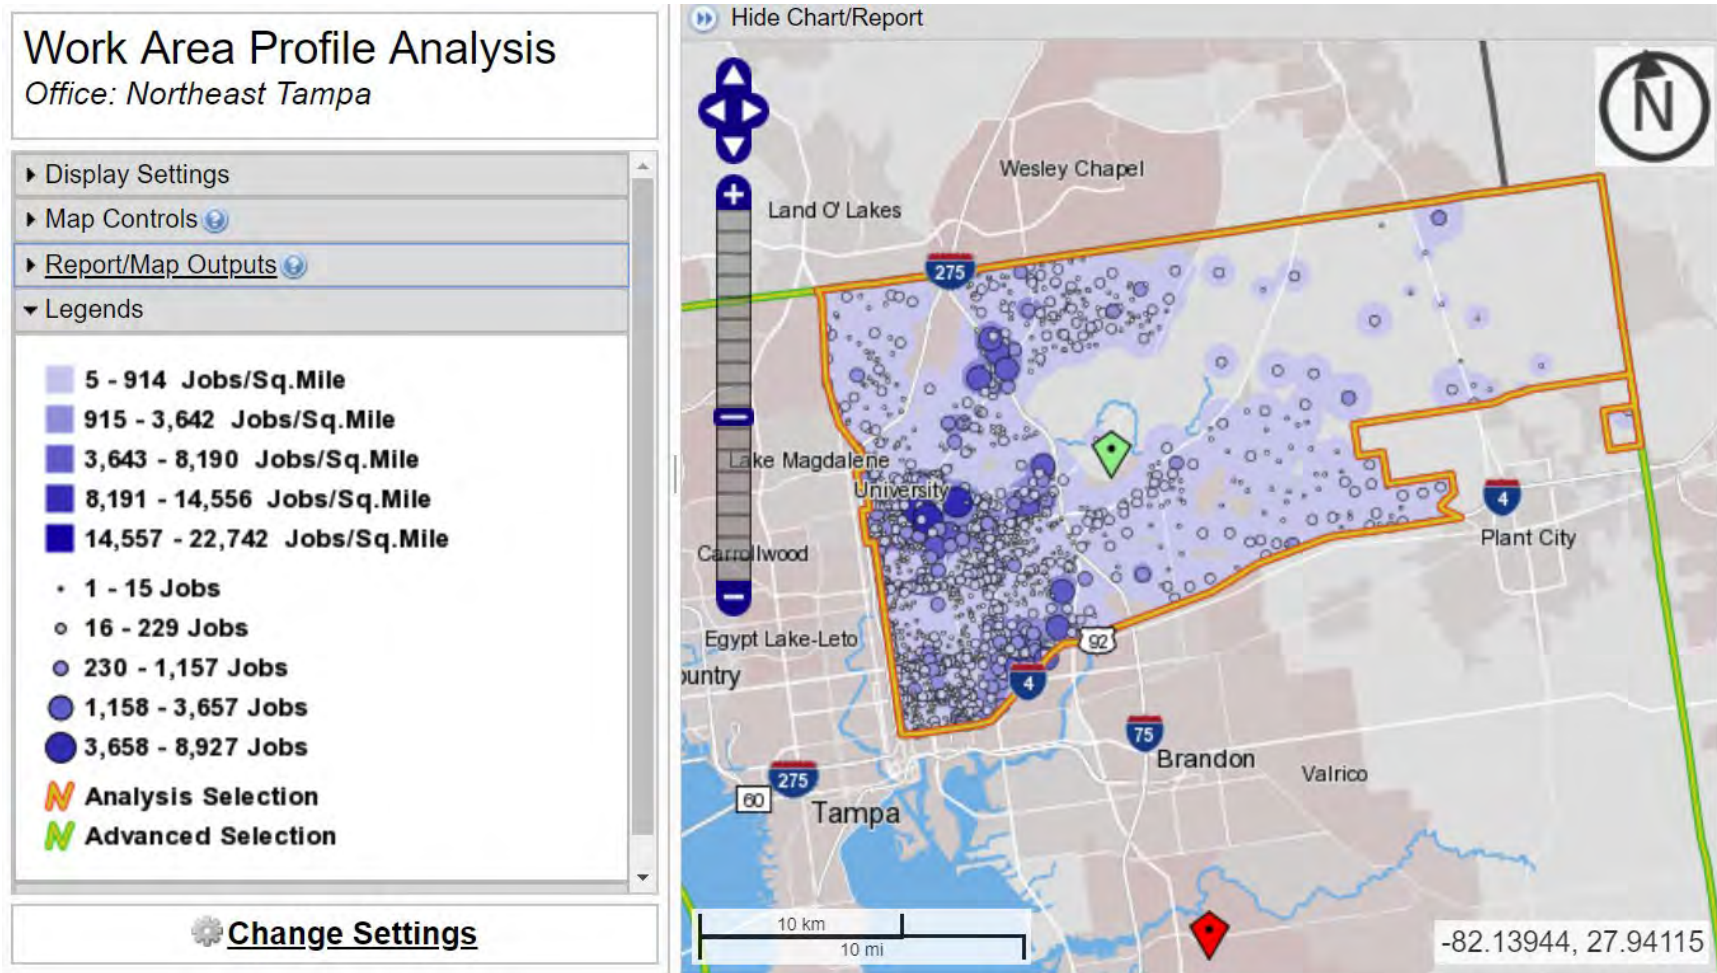 Work Area Profile Analysis
Office: Northeast Tampa
Display Settings
Map Controls ?
Report/Map Outputs ?
Legends
5 - 914 Jobs/Sq.Mile
915 - 3,642 Jobs/Sq.Mile
3,643 - 8,190 Jobs/Sq.Mile
8,191 - 14,556 Jobs/Sq.Mile
14,557 - 22,742 Jobs/Sq.Mile
1 - 15 Jobs
16 - 229 Jobs
230 - 1,157 Jobs
1,158 - 3,657 Jobs
3,658 - 8,927 Jobs
Analysis Selection
Advanced Selection
Change Settings
Hide Chart/Report
N
Wesley Chapel
Land O' Lakes
275
Lake Magdalene
University
4
Plant City
Carrollwood
Egypt Lake-Leto
92
untry
4
75
Brandon
Valrico
275
60
Tampa
10 km
10 mi
-82.13944, 27.94115